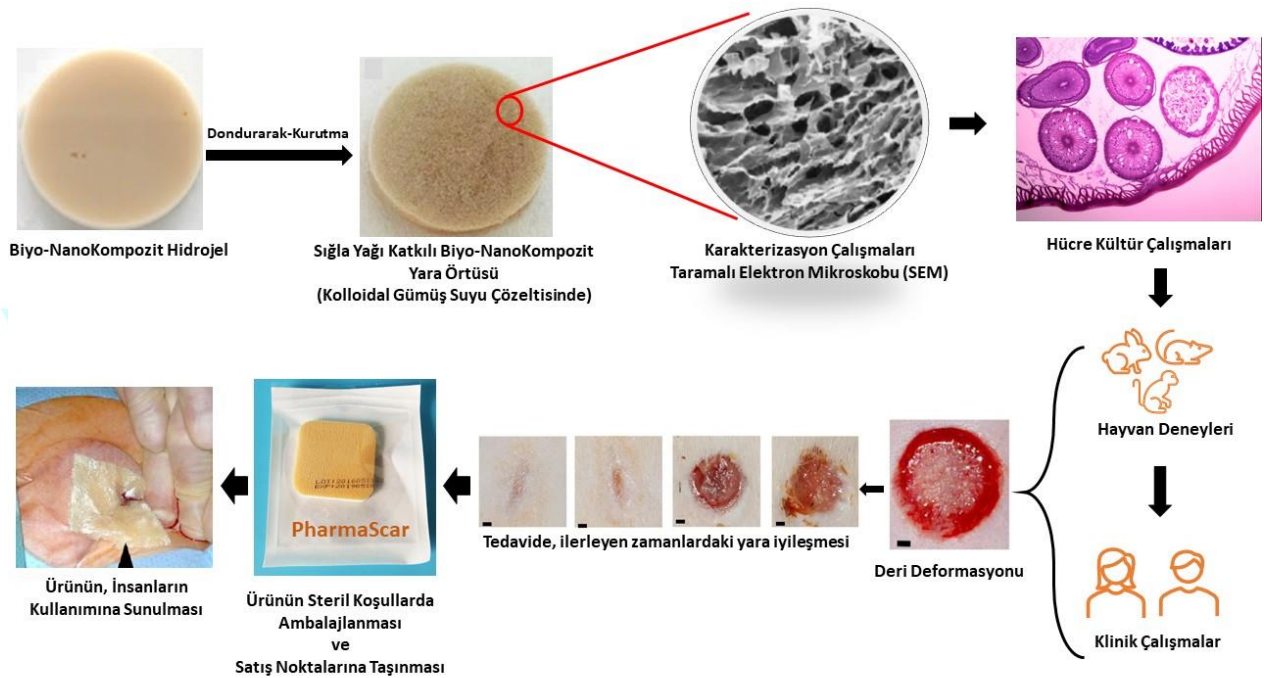 Dondurarak-Kurutma
Biyo-NanoKompozit Hidrojel
Sığla Yağı Katkılı Biyo-NanoKompozit
Yara Örtüsü
(Kolloidal Gümüş Suyu Çözeltisinde)
Karakterizasyon Çalışmaları
Taramalı Elektron Mikroskobu (SEM)
Hücre Kültür Çalışmaları
Hayvan Deneyleri
Klinik Çalışmalar
Deri Deformasyonu
Tedavide, ilerleyen zamanlardaki yara iyileşmesi
PharmaScar
Ürünün Steril Koşullarda
Ambalajlanması
ve
Satış Noktalarına Taşınması
Ürünün, İnsanların
Kullanımına Sunulması